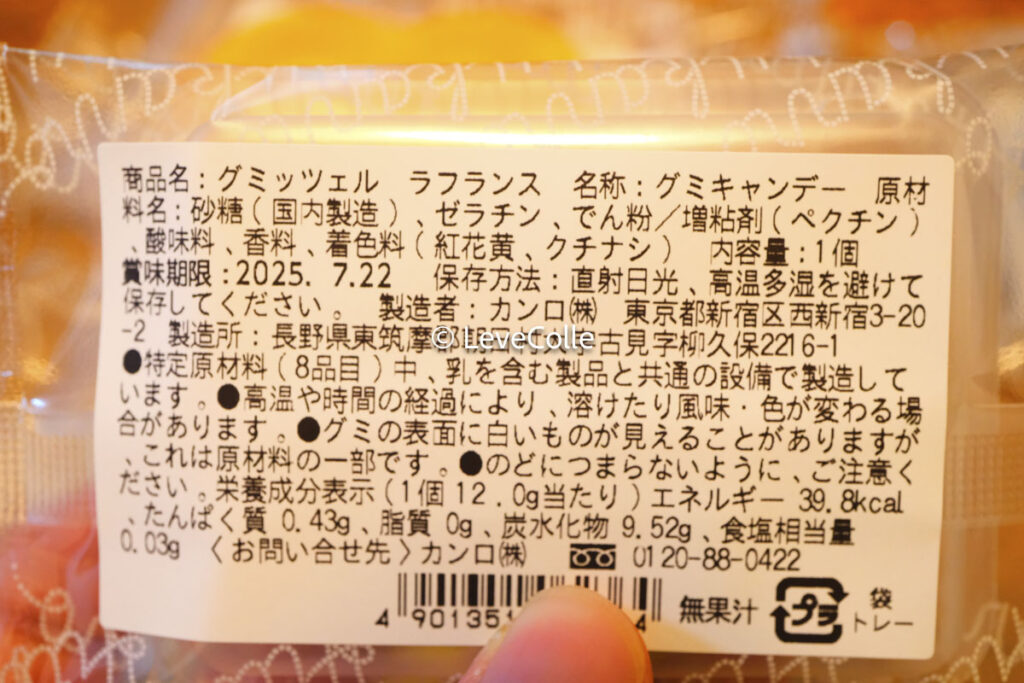 商品名:グミッツェル ラフランス 名称:グミキャンデー 原材
料名:砂糖(国内製造)、ゼラチン、でん粉/増粘剤(ペクチン)
、酸味料、香料、着色料(紅花黄、クチナシ) 内容量:1個
賞味期限:2025. 7.22 保存方法:直射日光、高温多湿を避けて
保存してください。 製造者:カンロ㈱ 東京都新宿区西新宿3-20
-2 製造所:長野県東筑摩郡 古見字柳久保2216-1
© LeveColle
●特定原材料(8品目)中、乳を含む製品と共通の設備で製造して
います。●高温や時間の経過により、溶けたり風味・色が変わる場
合があります。●グミの表面に白いものが見えることがありますが
、これは原材料の一部です。●のどにつまらないように、ご注意く
ださい。栄養成分表示(1個12.0g当たり)エネルギー 39.8kcal
、たんぱく質 0.43g、脂質 0g、炭水化物 9.52g、食塩相当量
0.03g 〈お問い合せ先〉カンロ㈱ 0120-88-0422
4 901351 4 無果汁 プラ 袋
トレー